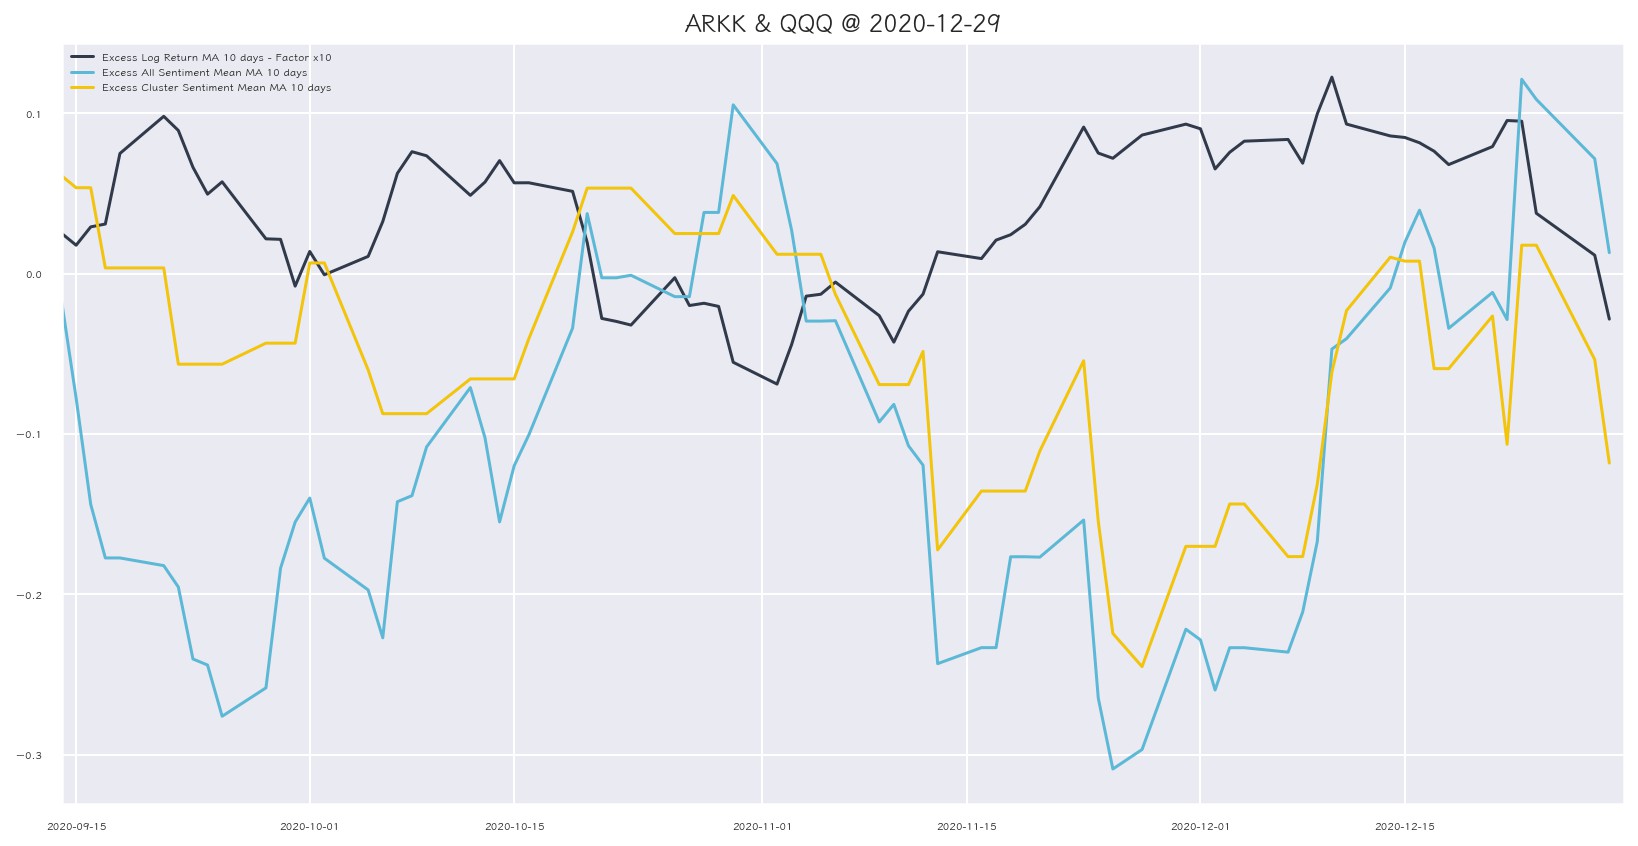 ARKK & QQQ @ 2020-12-29
Excess Log Return MA 10 days - Factor x10
Excess All Sentiment Mean MA 10 days
Excess Cluster Sentiment Mean MA 10 days
0.1
0.0
−0.1
−0.2
−0.3
2020-09-15 2020-10-01 2020-10-15 2020-11-01 2020-11-15 2020-12-01 2020-12-15